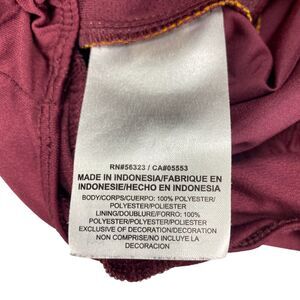 RN#56323 / CA#05553
MADE IN INDONESIA/FABRIQUE EN
INDONESIE/HECHO EN INDONESIA
BODY/CORPS/CUERPO: 100% POLYESTER/
POLYESTER/POLIESTER
LINING/DOUBLURE/FORRO: 100%
POLYESTER/POLYESTER/POLIESTER
EXCLUSIVE OF DECORATION/DECORATION
NON COMPRISE/NO INCLUYE LA
DECORACION